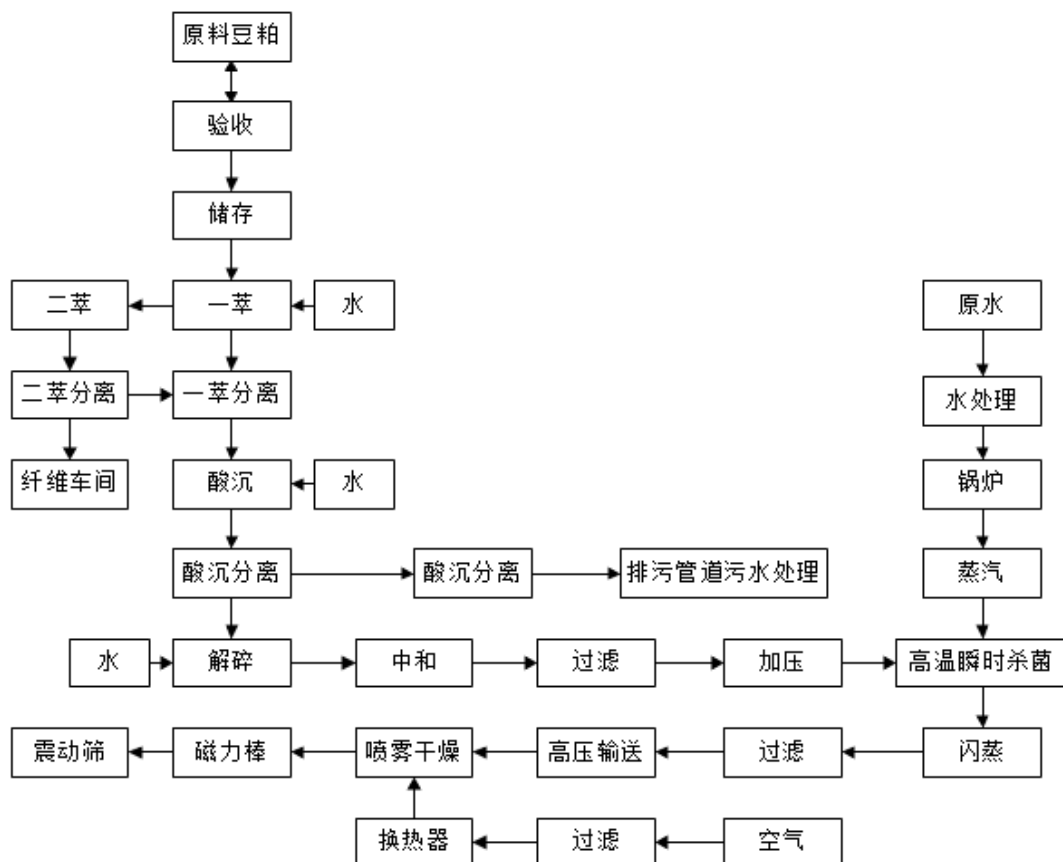 原料豆粕
验收
储存
二萃
一萃
水
原水
二萃分离
一萃分离
水处理
纤维车间
酸沉
水
锅炉
酸沉分离
酸沉分离
排污管道污水处理
蒸汽
水
解碎
中和
过滤
加压
高温瞬时杀菌
震动筛
磁力棒
喷雾干燥
高压输送
过滤
闪蒸
换热器
过滤
空气